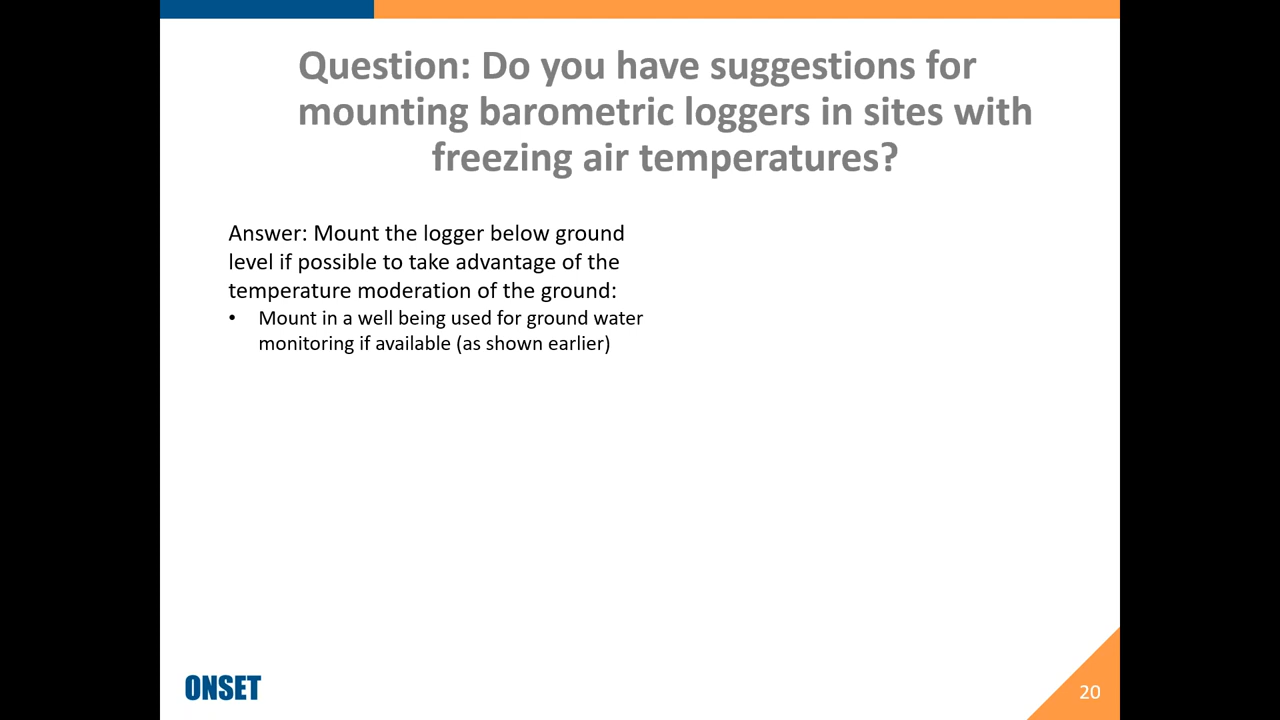 Question: Do you have suggestions for
mounting barometric loggers in sites with
freezing air temperatures?
Answer: Mount the logger below ground
level if possible to take advantage of the
temperature moderation of the ground:
• Mount in a well being used for ground water
monitoring if available (as shown earlier)
ONSET
20